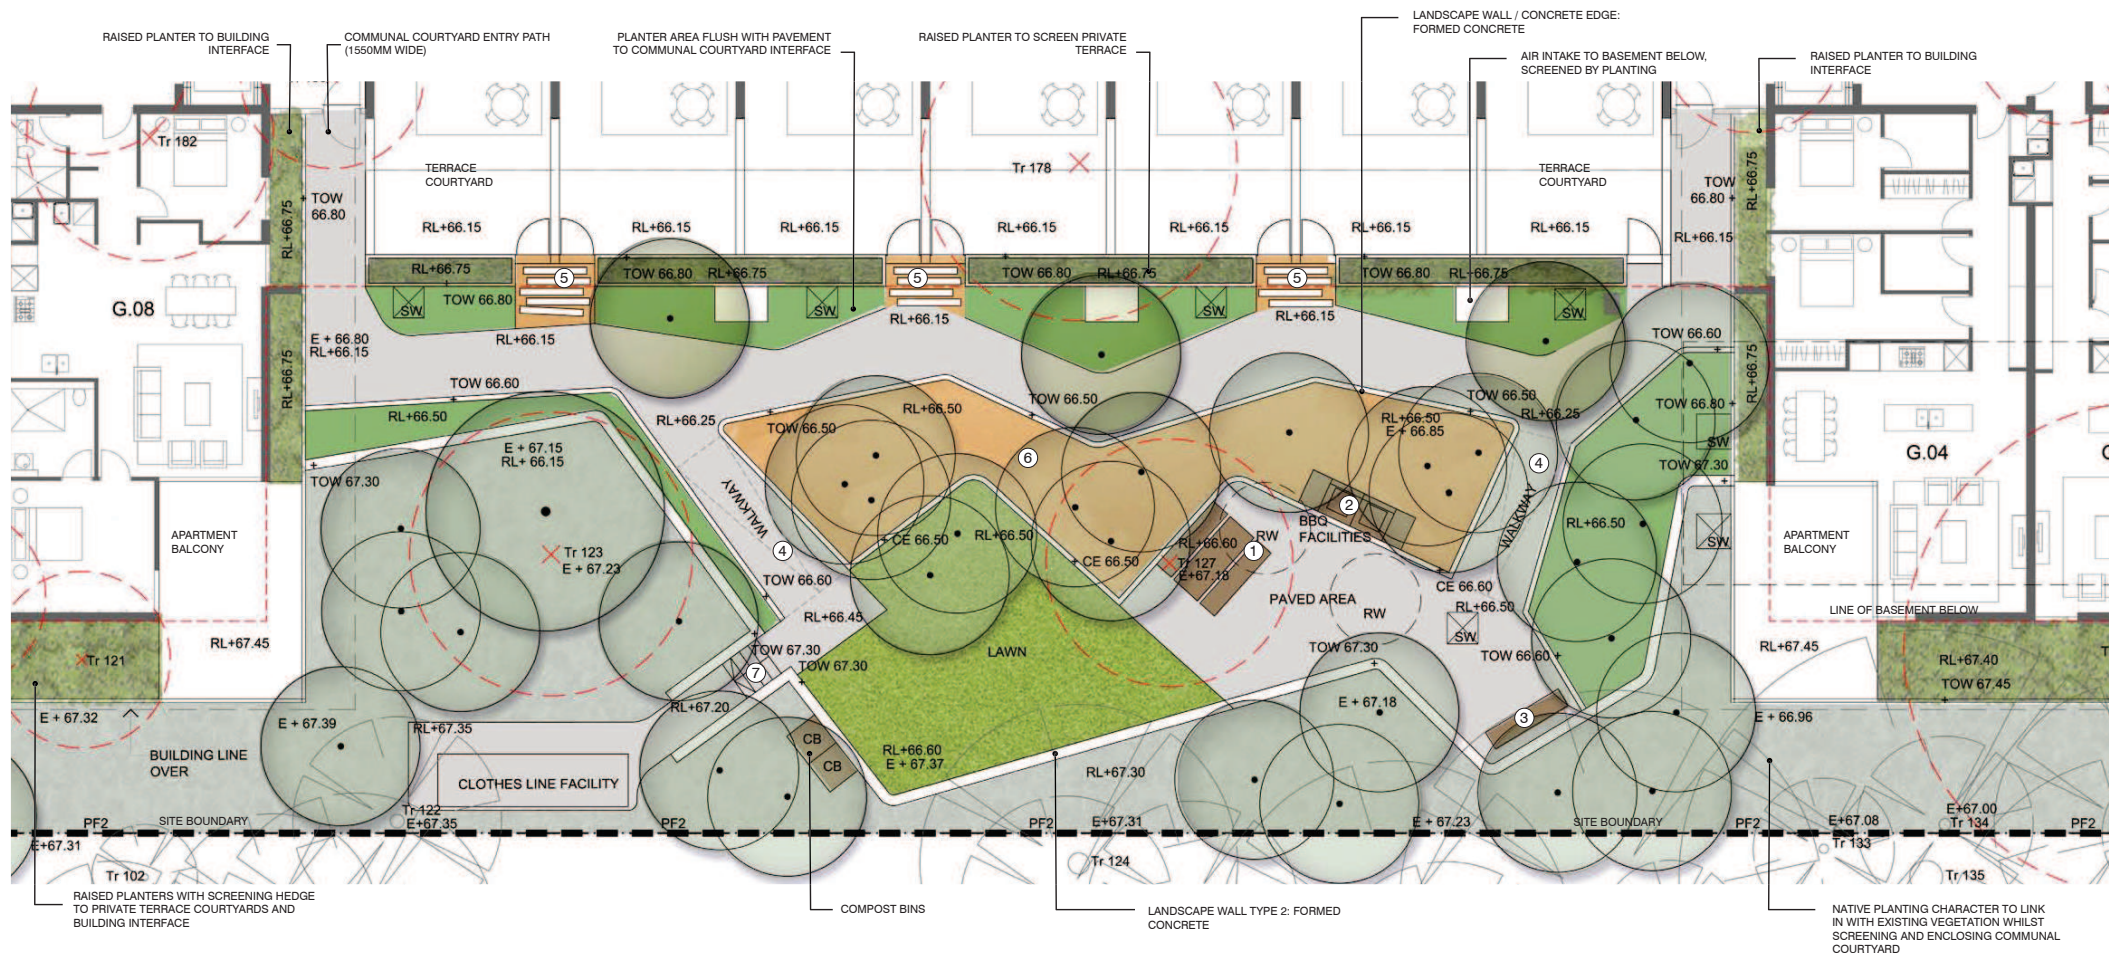 RAISED PLANTER TO BUILDING
INTERFACE
COMMUNAL COURTYARD ENTRY PATH
(1550MM WIDE)
PLANTER AREA FLUSH WITH PAVEMENT
TO COMMUNAL COURTYARD INTERFACE
RAISED PLANTER TO SCREEN PRIVATE
TERRACE
LANDSCAPE WALL / CONCRETE EDGE:
FORMED CONCRETE
AIR INTAKE TO BASEMENT BELOW,
SCREENED BY PLANTING
RAISED PLANTER TO BUILDING
INTERFACE
Tr 182
TERRACE
COURTYARD
Tr 178
TERRACE
COURTYARD
TOW
66.80
RL+66.75
TOW
66.80
RL+66.75
RL+66.15
RL+66.15
RL+66.15
RL+66.15
RL+66.15
RL+66.15
RL+66.15
RL+66.15
RL+66.75
5
TOW 66.80
RL+66.75
5
TOW 66.80
RL+66.75
5
TOW 66.80
RL+66.75
TOW 66.80
SW
SW
SW
G.08
RL+66.15
RL+66.15
RL+66.15
E + 66.80
RL+66.15
RL+66.75
TOW 66.60
RL+66.75
TOW 66.60
RL+66.50
RL+66.25
TOW 66.50
RL+66.50
TOW 66.50
RL+66.50
E + 66.85
TOW 66.50
RL+66.25
TOW 66.80
SW
G.04
E + 67.15
RL+ 66.15
TOW 67.30
6
4
TOW 67.30
WALKWAY
2
WALKWAY
APARTMENT
BALCONY
4
CE 66.50
RL+66.50
RL+66.60
RW
1
BBQ
FACILITIES
RL+66.50
SW
APARTMENT
BALCONY
Tr 123
E + 67.23
CE 66.50
Tr 127
E+67.18
TOW 66.60
CE 66.60
PAVED AREA
RW
RL+66.50
SW
LINE OF BASEMENT BELOW
RL+66.45
RL+67.45
Tr 121
TOW 67.30
TOW 67.30
LAWN
TOW 67.30
TOW 66.60
RL+67.45
RL+67.40
TOW 67.45
7
RL+67.20
E + 67.32
E + 67.39
RL+67.35
E + 67.18
3
E + 66.96
BUILDING LINE
OVER
CB
CB
RL+66.60
E + 67.37
RL+67.30
CLOTHES LINE FACILITY
Tr 122
E+67.35
PF2
SITE BOUNDARY
PF2
PF2
E+67.31
E + 67.23
SITE BOUNDARY
PF2
E+67.08
Tr 133
E+67.00
Tr 134
PF2
E+67.31
Tr 102
Tr 124
Tr 135
RAISED PLANTERS WITH SCREENING HEDGE
TO PRIVATE TERRACE COURTYARDS AND
BUILDING INTERFACE
COMPOST BINS
LANDSCAPE WALL TYPE 2: FORMED
CONCRETE
NATIVE PLANTING CHARACTER TO LINK
IN WITH EXISTING VEGETATION WHILST
SCREENING AND ENCLOSING COMMUNAL
COURTYARD